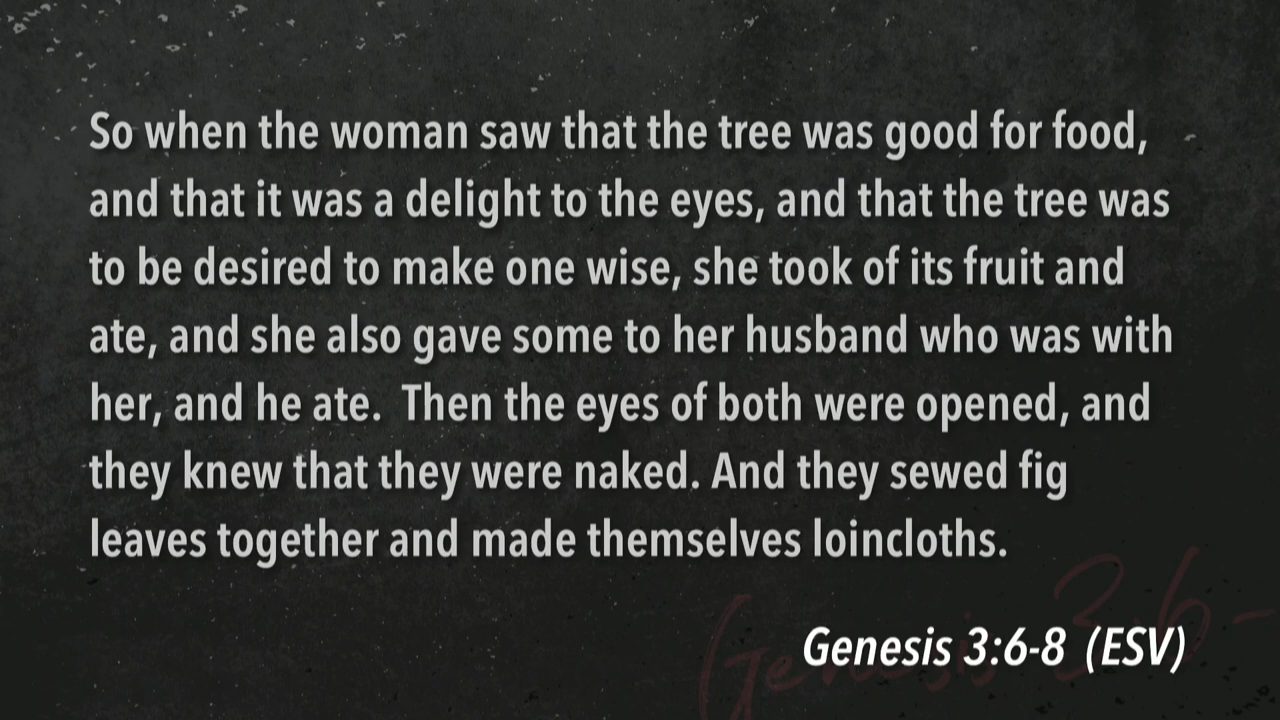 So when the woman saw that the tree was good for food,
and that it was a delight to the eyes, and that the tree was
to be desired to make one wise, she took of its fruit and
ate, and she also gave some to her husband who was with
her, and he ate.  Then the eyes of both were opened, and
they knew that they were naked. And they sewed fig
leaves together and made themselves loincloths.
Genesis 3:6-8 (ESV)
Genesis 3:6-